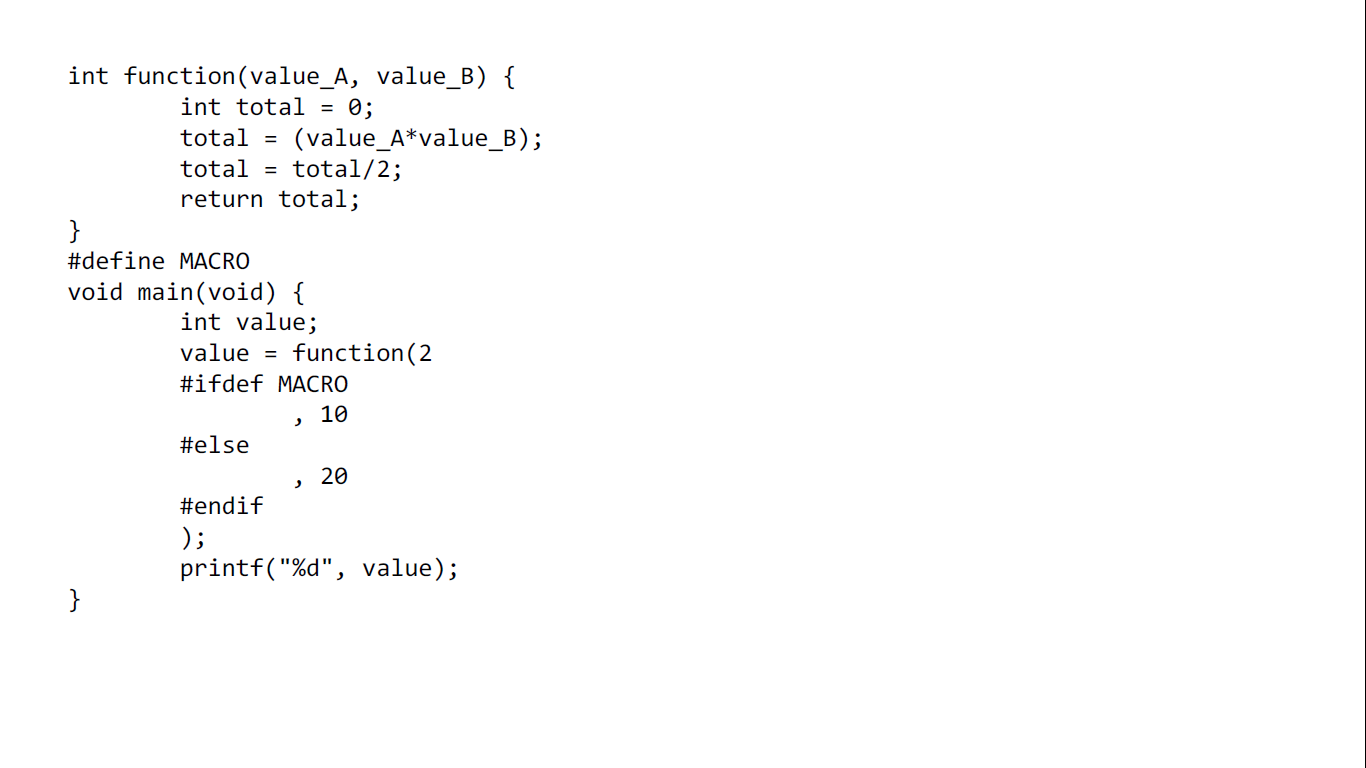 int function(value_A, value_B) {
int total = 0;
total = (value_A*value_B);
total = total/2;
return total;
}
#define MACRO
void main(void) {
int value;
value = function(2
#ifdef MACRO
, 10
#else
, 20
#endif
);
printf("%d", value);
}